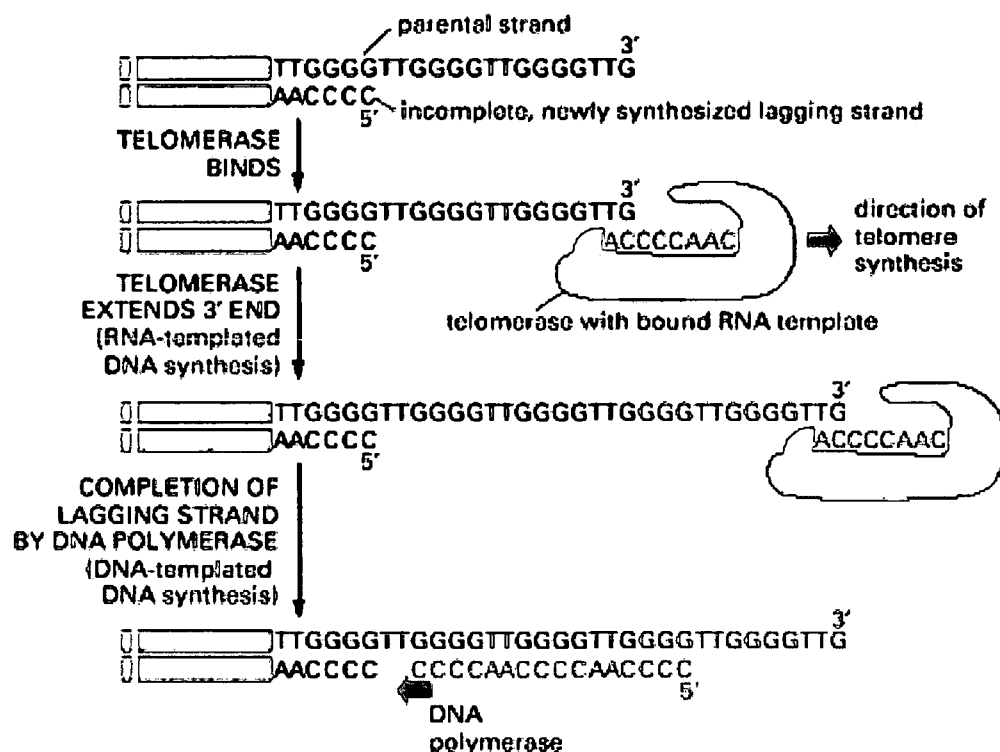 parental strand
3'
TTGGGGTTGGGGTTGGGGTTG
AACCCC
5'
incomplete, newly synthesized lagging strand
TELOMERASE
BINDS
3'
TTGGGGTTGGGGTTGGGGTTG
AACCCC
5'
ACCCCAAC
direction of
telomere
synthesis
telomerase with bound RNA template
TELOMERASE
EXTENDS 3' END
(RNA-templated
DNA synthesis)
3'
TTGGGGTTGGGGTTGGGGTTGGGGTTGGGGTTG
AACCCC
5'
ACCCCAAC
COMPLETION OF
LAGGING STRAND
BY DNA POLYMERASE
(DNA-templated
DNA synthesis)
3'
TTGGGGTTGGGGTTGGGGTTGGGGTTGGGGTTG
AACCCC CCCCAACCCCAACCCC
5'
DNA
polymerase